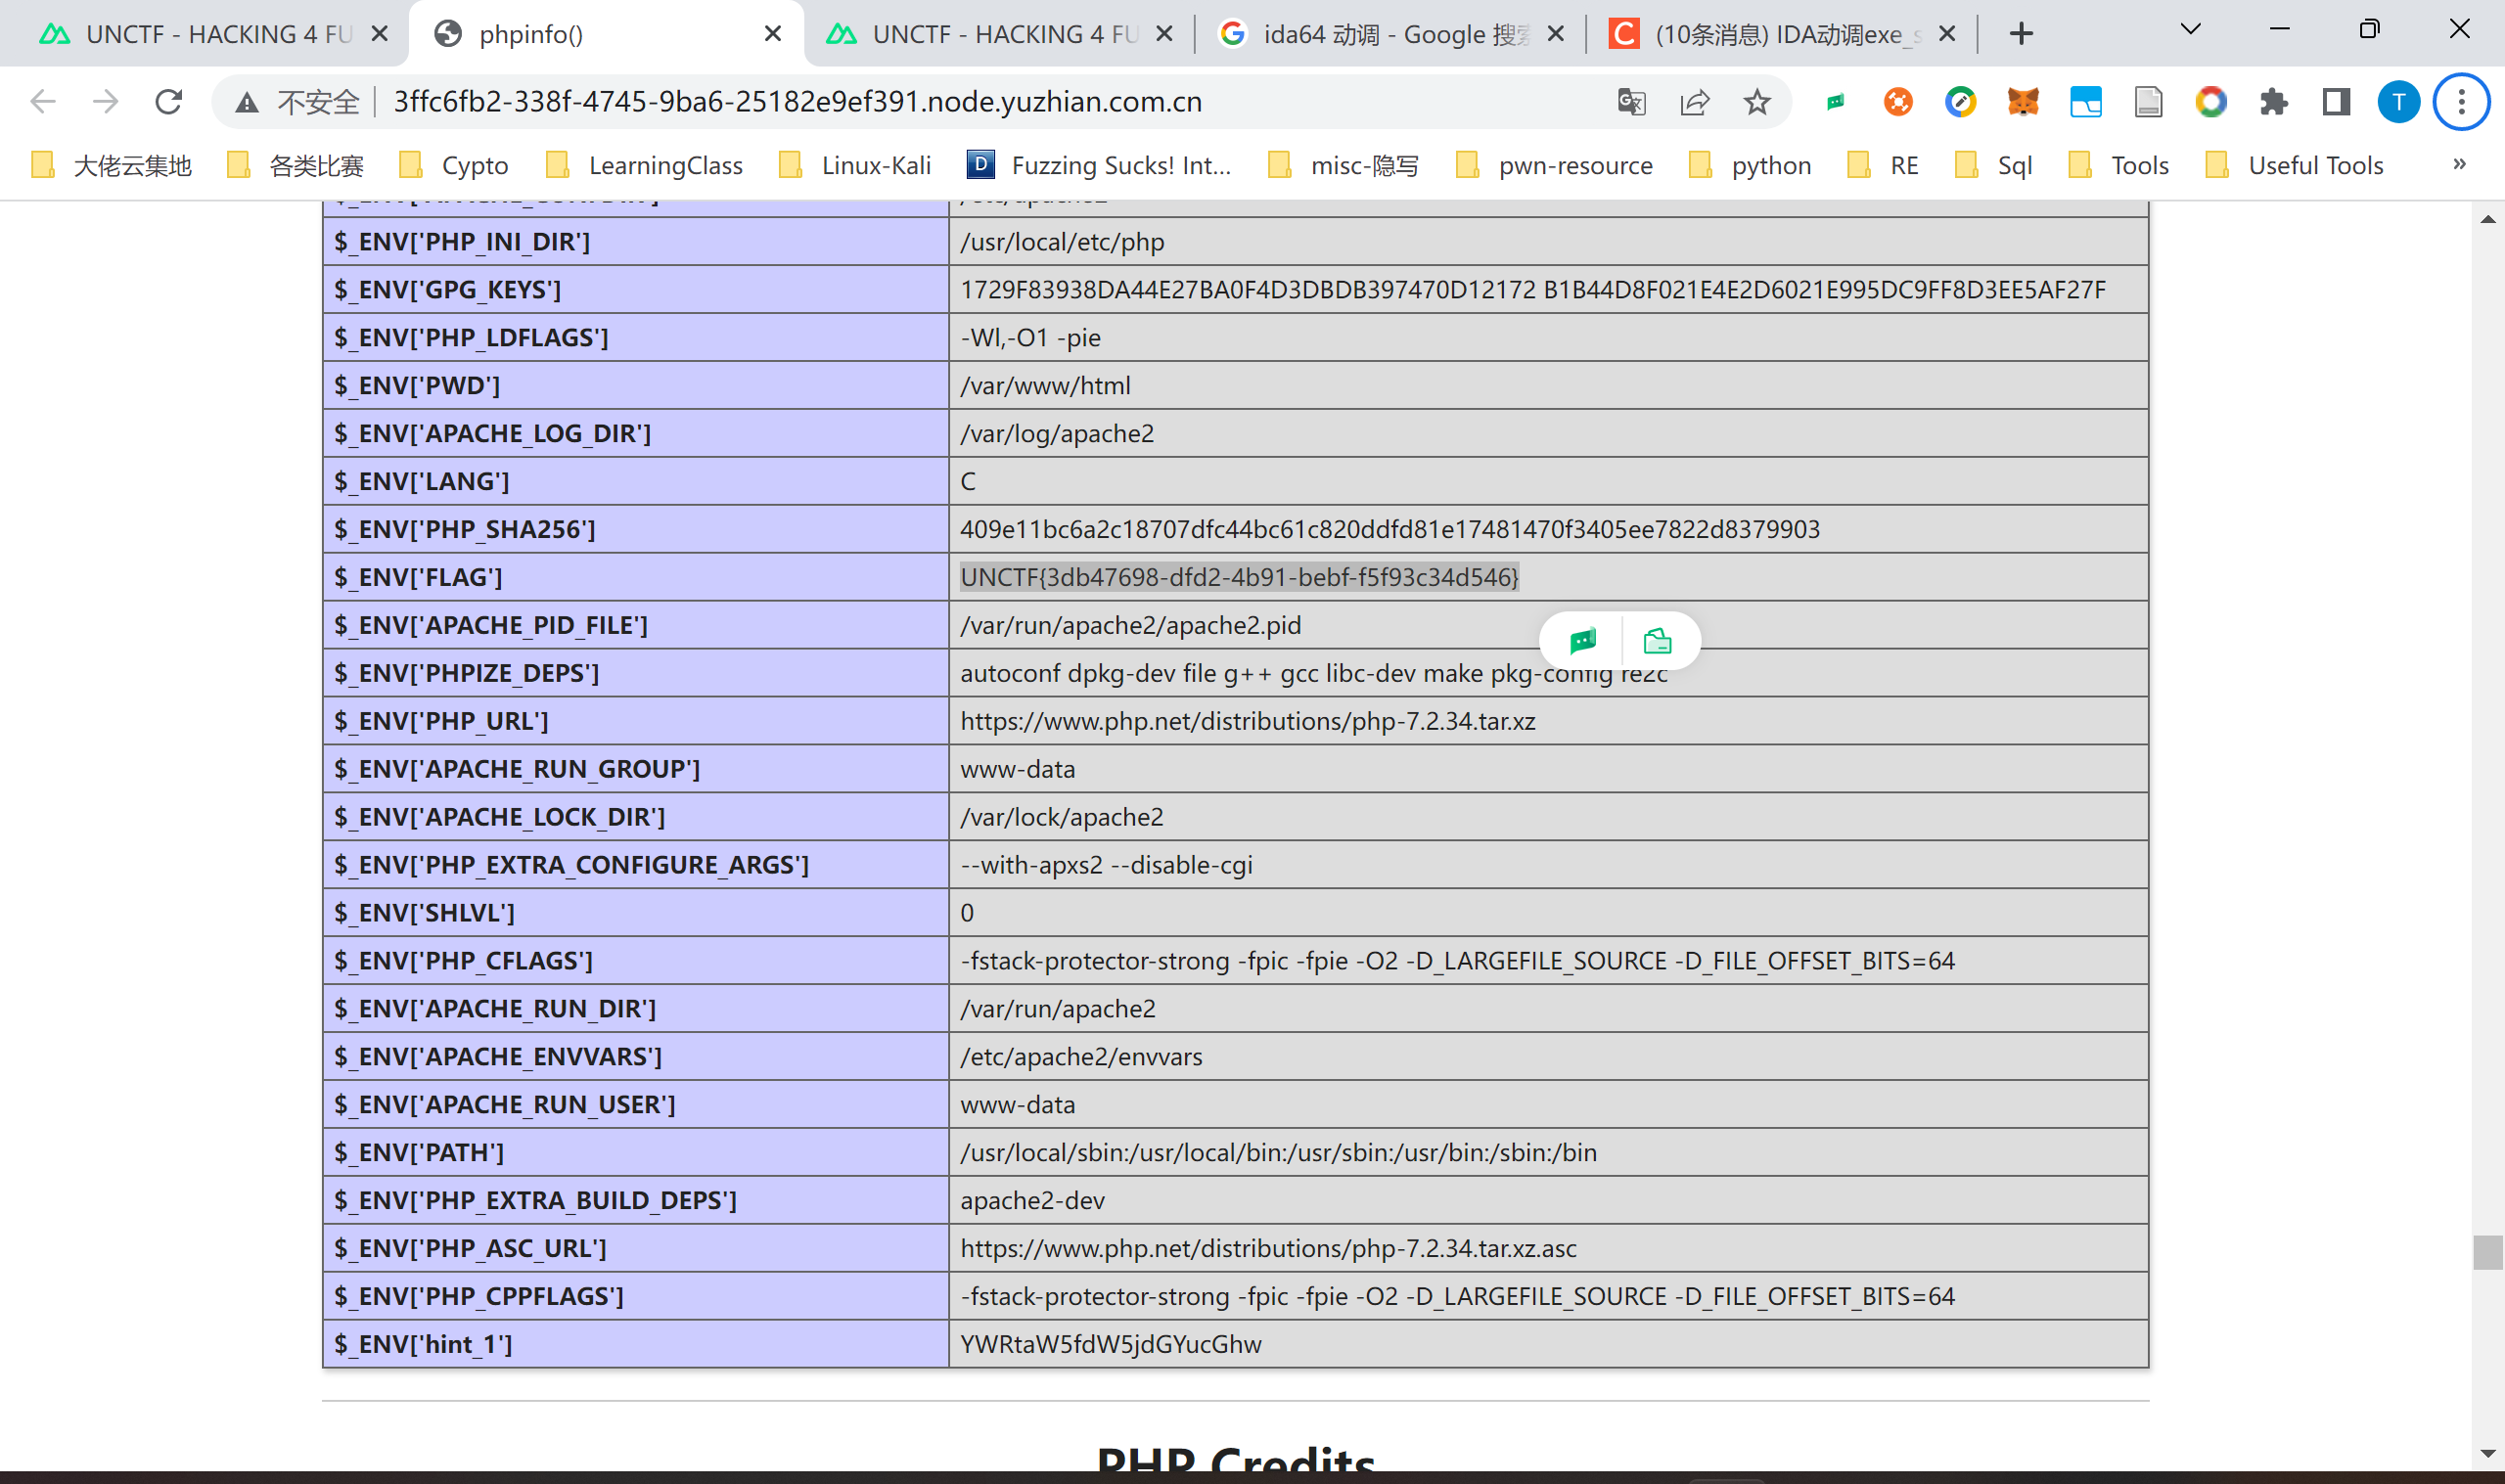 UNCTF - HACKING 4 FU
phpinfo()
UNCTF - HACKING 4 FU
ida64 动调 - Google 搜索
(10条消息) IDA动调exe_s
不安全
3ffc6fb2-338f-4745-9ba6-25182e9ef391.node.yuzhian.com.cn
T
大佬云集地 各类比赛 Cypto LearningClass Linux-Kali Fuzzing Sucks! Int... misc-隐写 pwn-resource python RE Sql Tools Useful Tools »
$_ENV['PHP_INI_DIR'] /usr/local/etc/php
$_ENV['GPG_KEYS'] 1729F83938DA44E27BA0F4D3DBDB397470D12172 B1B44D8F021E4E2D6021E995DC9FF8D3EE5AF27F
$_ENV['PHP_LDFLAGS'] -Wl,-O1 -pie
$_ENV['PWD'] /var/www/html
$_ENV['APACHE_LOG_DIR'] /var/log/apache2
$_ENV['LANG'] C
$_ENV['PHP_SHA256'] 409e11bc6a2c18707dfc44bc61c820ddfd81e17481470f3405ee7822d8379903
$_ENV['FLAG'] UNCTF{3db47698-dfd2-4b91-bebf-f5f93c34d546}
$_ENV['APACHE_PID_FILE'] /var/run/apache2/apache2.pid
$_ENV['PHPIZE_DEPS'] autoconf dpkg-dev file g++ gcc libc-dev make pkg-config re2c
$_ENV['PHP_URL'] https://www.php.net/distributions/php-7.2.34.tar.xz
$_ENV['APACHE_RUN_GROUP'] www-data
$_ENV['APACHE_LOCK_DIR'] /var/lock/apache2
$_ENV['PHP_EXTRA_CONFIGURE_ARGS'] --with-apxs2 --disable-cgi
$_ENV['SHLVL'] 0
$_ENV['PHP_CFLAGS'] -fstack-protector-strong -fpic -fpie -O2 -D_LARGEFILE_SOURCE -D_FILE_OFFSET_BITS=64
$_ENV['APACHE_RUN_DIR'] /var/run/apache2
$_ENV['APACHE_ENVVARS'] /etc/apache2/envvars
$_ENV['APACHE_RUN_USER'] www-data
$_ENV['PATH'] /usr/local/sbin:/usr/local/bin:/usr/sbin:/usr/bin:/sbin:/bin
$_ENV['PHP_EXTRA_BUILD_DEPS'] apache2-dev
$_ENV['PHP_ASC_URL'] https://www.php.net/distributions/php-7.2.34.tar.xz.asc
$_ENV['PHP_CPPFLAGS'] -fstack-protector-strong -fpic -fpie -O2 -D_LARGEFILE_SOURCE -D_FILE_OFFSET_BITS=64
$_ENV['hint_1'] YWRtaW5fdW5jdGYucGhw
PHP Credits